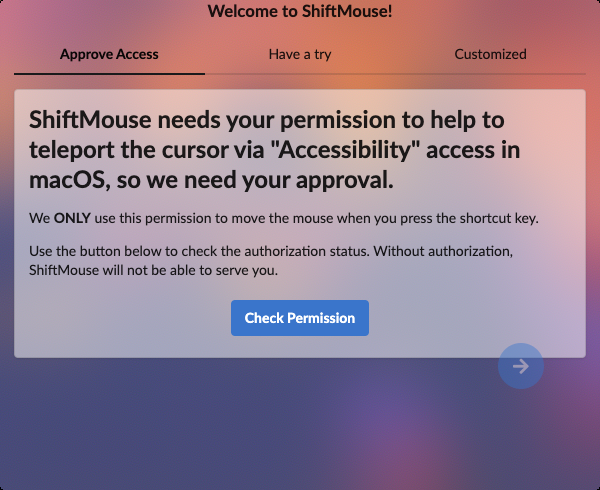 Welcome to ShiftMouse!
Approve Access
Have a try
Customized
ShiftMouse needs your permission to help to
teleport the cursor via "Accessibility" access in
macOS, so we need your approval.
We ONLY use this permission to move the mouse when you press the shortcut key.
Use the button below to check the authorization status. Without authorization,
ShiftMouse will not be able to serve you.
Check Permission